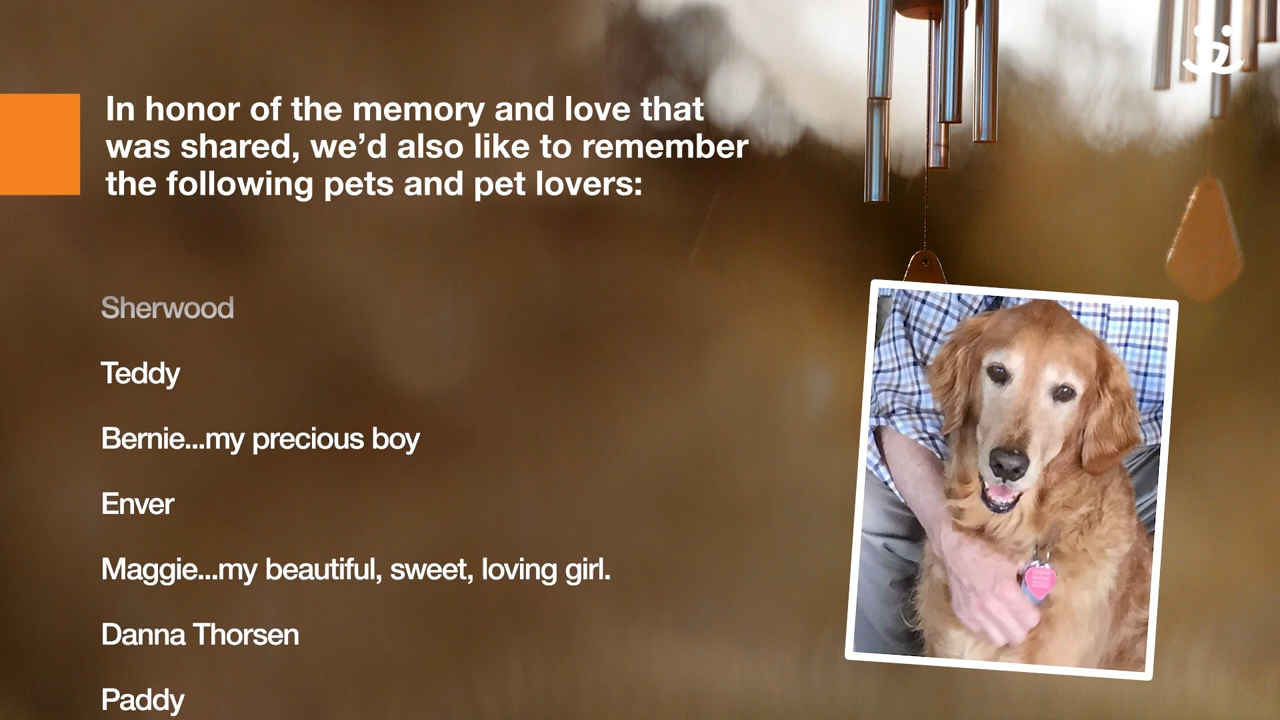 In honor of the memory and love that
was shared, we’d also like to remember
the following pets and pet lovers:
Sherwood
Teddy
Bernie...my precious boy
Enver
Maggie...my beautiful, sweet, loving girl.
Danna Thorsen
Paddy